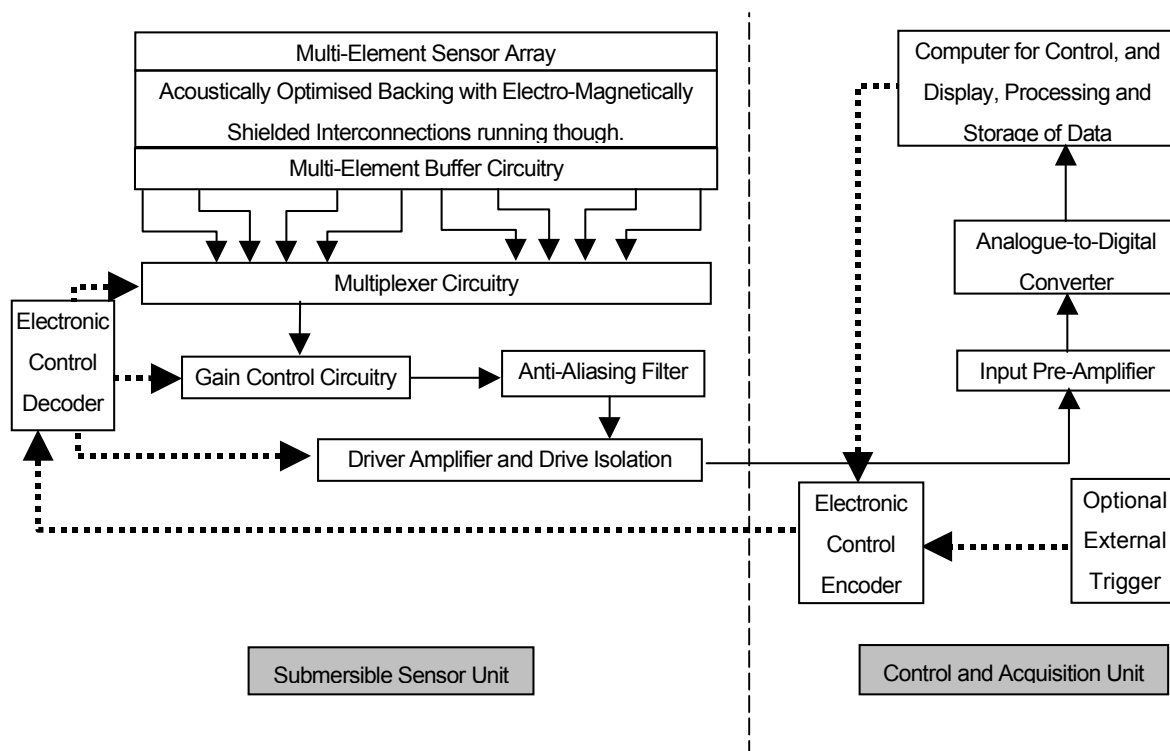 Multi-Element Sensor Array
Acoustically Optimised Backing with Electro-Magnetically
Shielded Interconnections running though.
Multi-Element Buffer Circuitry
Multiplexer Circuitry
Electronic
Control
Decoder
Gain Control Circuitry
Anti-Aliasing Filter
Driver Amplifier and Drive Isolation
Submersible Sensor Unit
Computer for Control, and
Display, Processing and
Storage of Data
Analogue-to-Digital
Converter
Input Pre-Amplifier
Electronic
Control
Encoder
Optional
External
Trigger
Control and Acquisition Unit